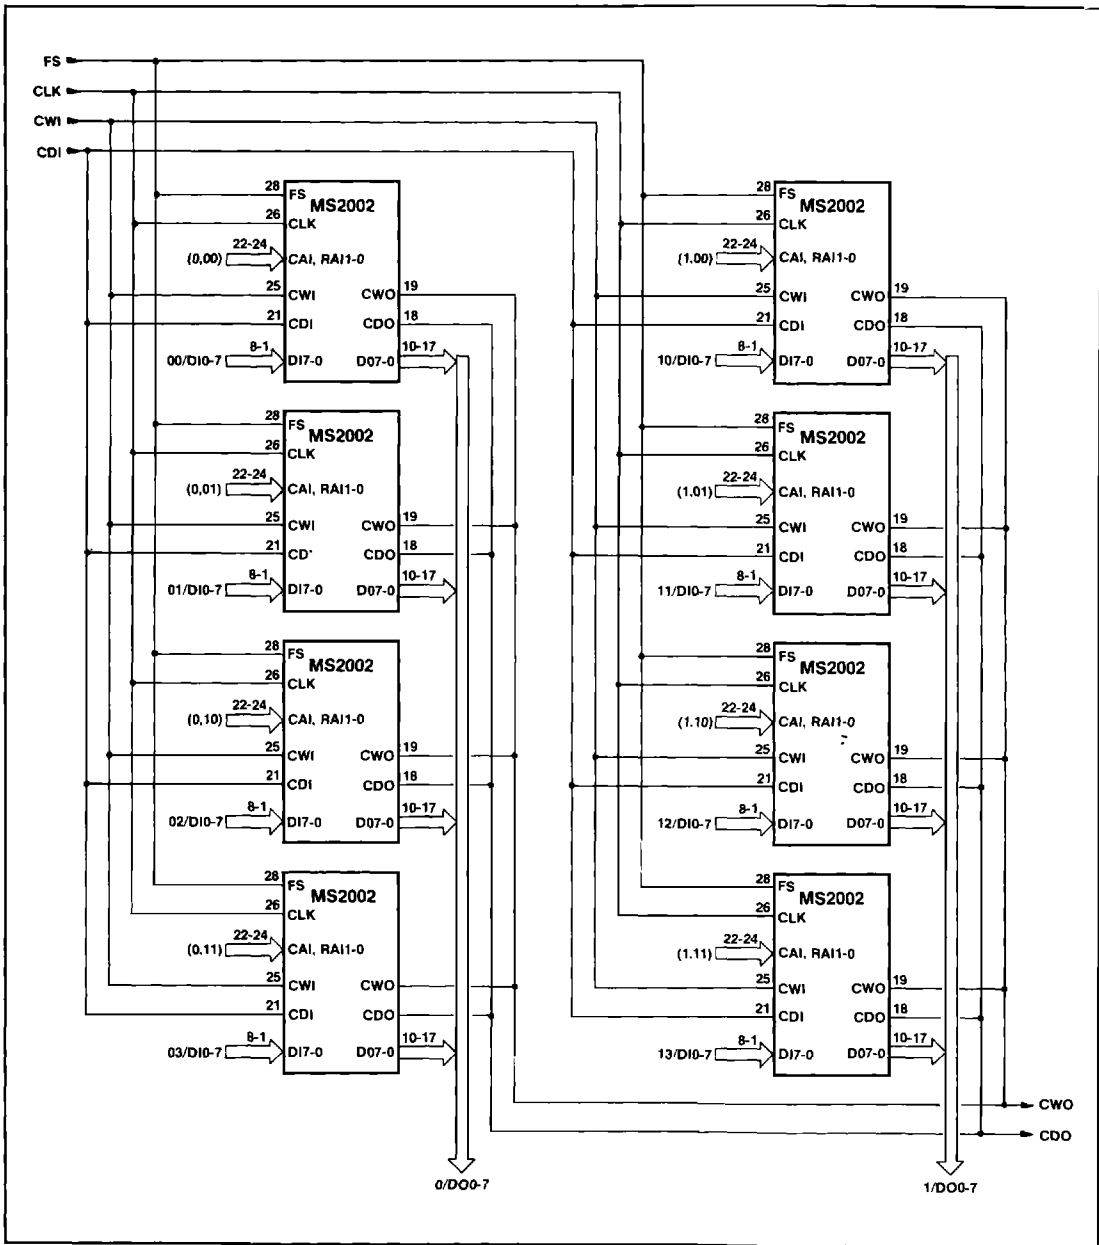 FS
CLK
CWI
CDI
28 FS MS2002
26 CLK
(0,00) 22-24 CAI, RAI1-0
25 CWI CWO 19
21 CDI CDO 18
00/DI0-7 8-1 DI7-0 D07-0 10-17
28 FS MS2002
26 CLK
(1.00) 22-24 CAI, RAI1-0
25 CWI CWO 19
21 CDI CDO 18
10/DI0-7 8-1 DI7-0 D07-0 10-17
28 FS MS2002
26 CLK
(0,01) 22-24 CAI, RAI1-0
25 CWI CWO 19
21 CD' CDO 18
01/DI0-7 8-1 DI7-0 D07-0 10-17
28 FS MS2002
26 CLK
(1.01) 22-24 CAI, RAI1-0
25 CWI CWO 19
21 CDI CDO 18
11/DI0-7 8-1 DI7-0 D07-0 10-17
28 FS MS2002
26 CLK
(0,10) 22-24 CAI, RAI1-0
25 CWI CWO 19
21 CDI CDO 18
02/DI0-7 8-1 DI7-0 D07-0 10-17
28 FS MS2002
26 CLK
(1.10) 22-24 CAI, RAI1-0
25 CWI CWO 19
21 CDI CDO 18
12/DI0-7 8-1 DI7-0 D07-0 10-17
28 FS MS2002
26 CLK
(0.11) 22-24 CAI, RAI1-0
25 CWI CWO
21 CDI CDO
03/DI0-7 8-1 DI7-0 D07-0 10-17
28 FS MS2002
26 CLK
(1.11) 22-24 CAI, RAI1-0
25 CWI CWO 19
21 CDI CDO 18
13/DI0-7 8-1 DI7-0 D07-0 10-17
CWO
CDO
0/DO0-7
1/DO0-7